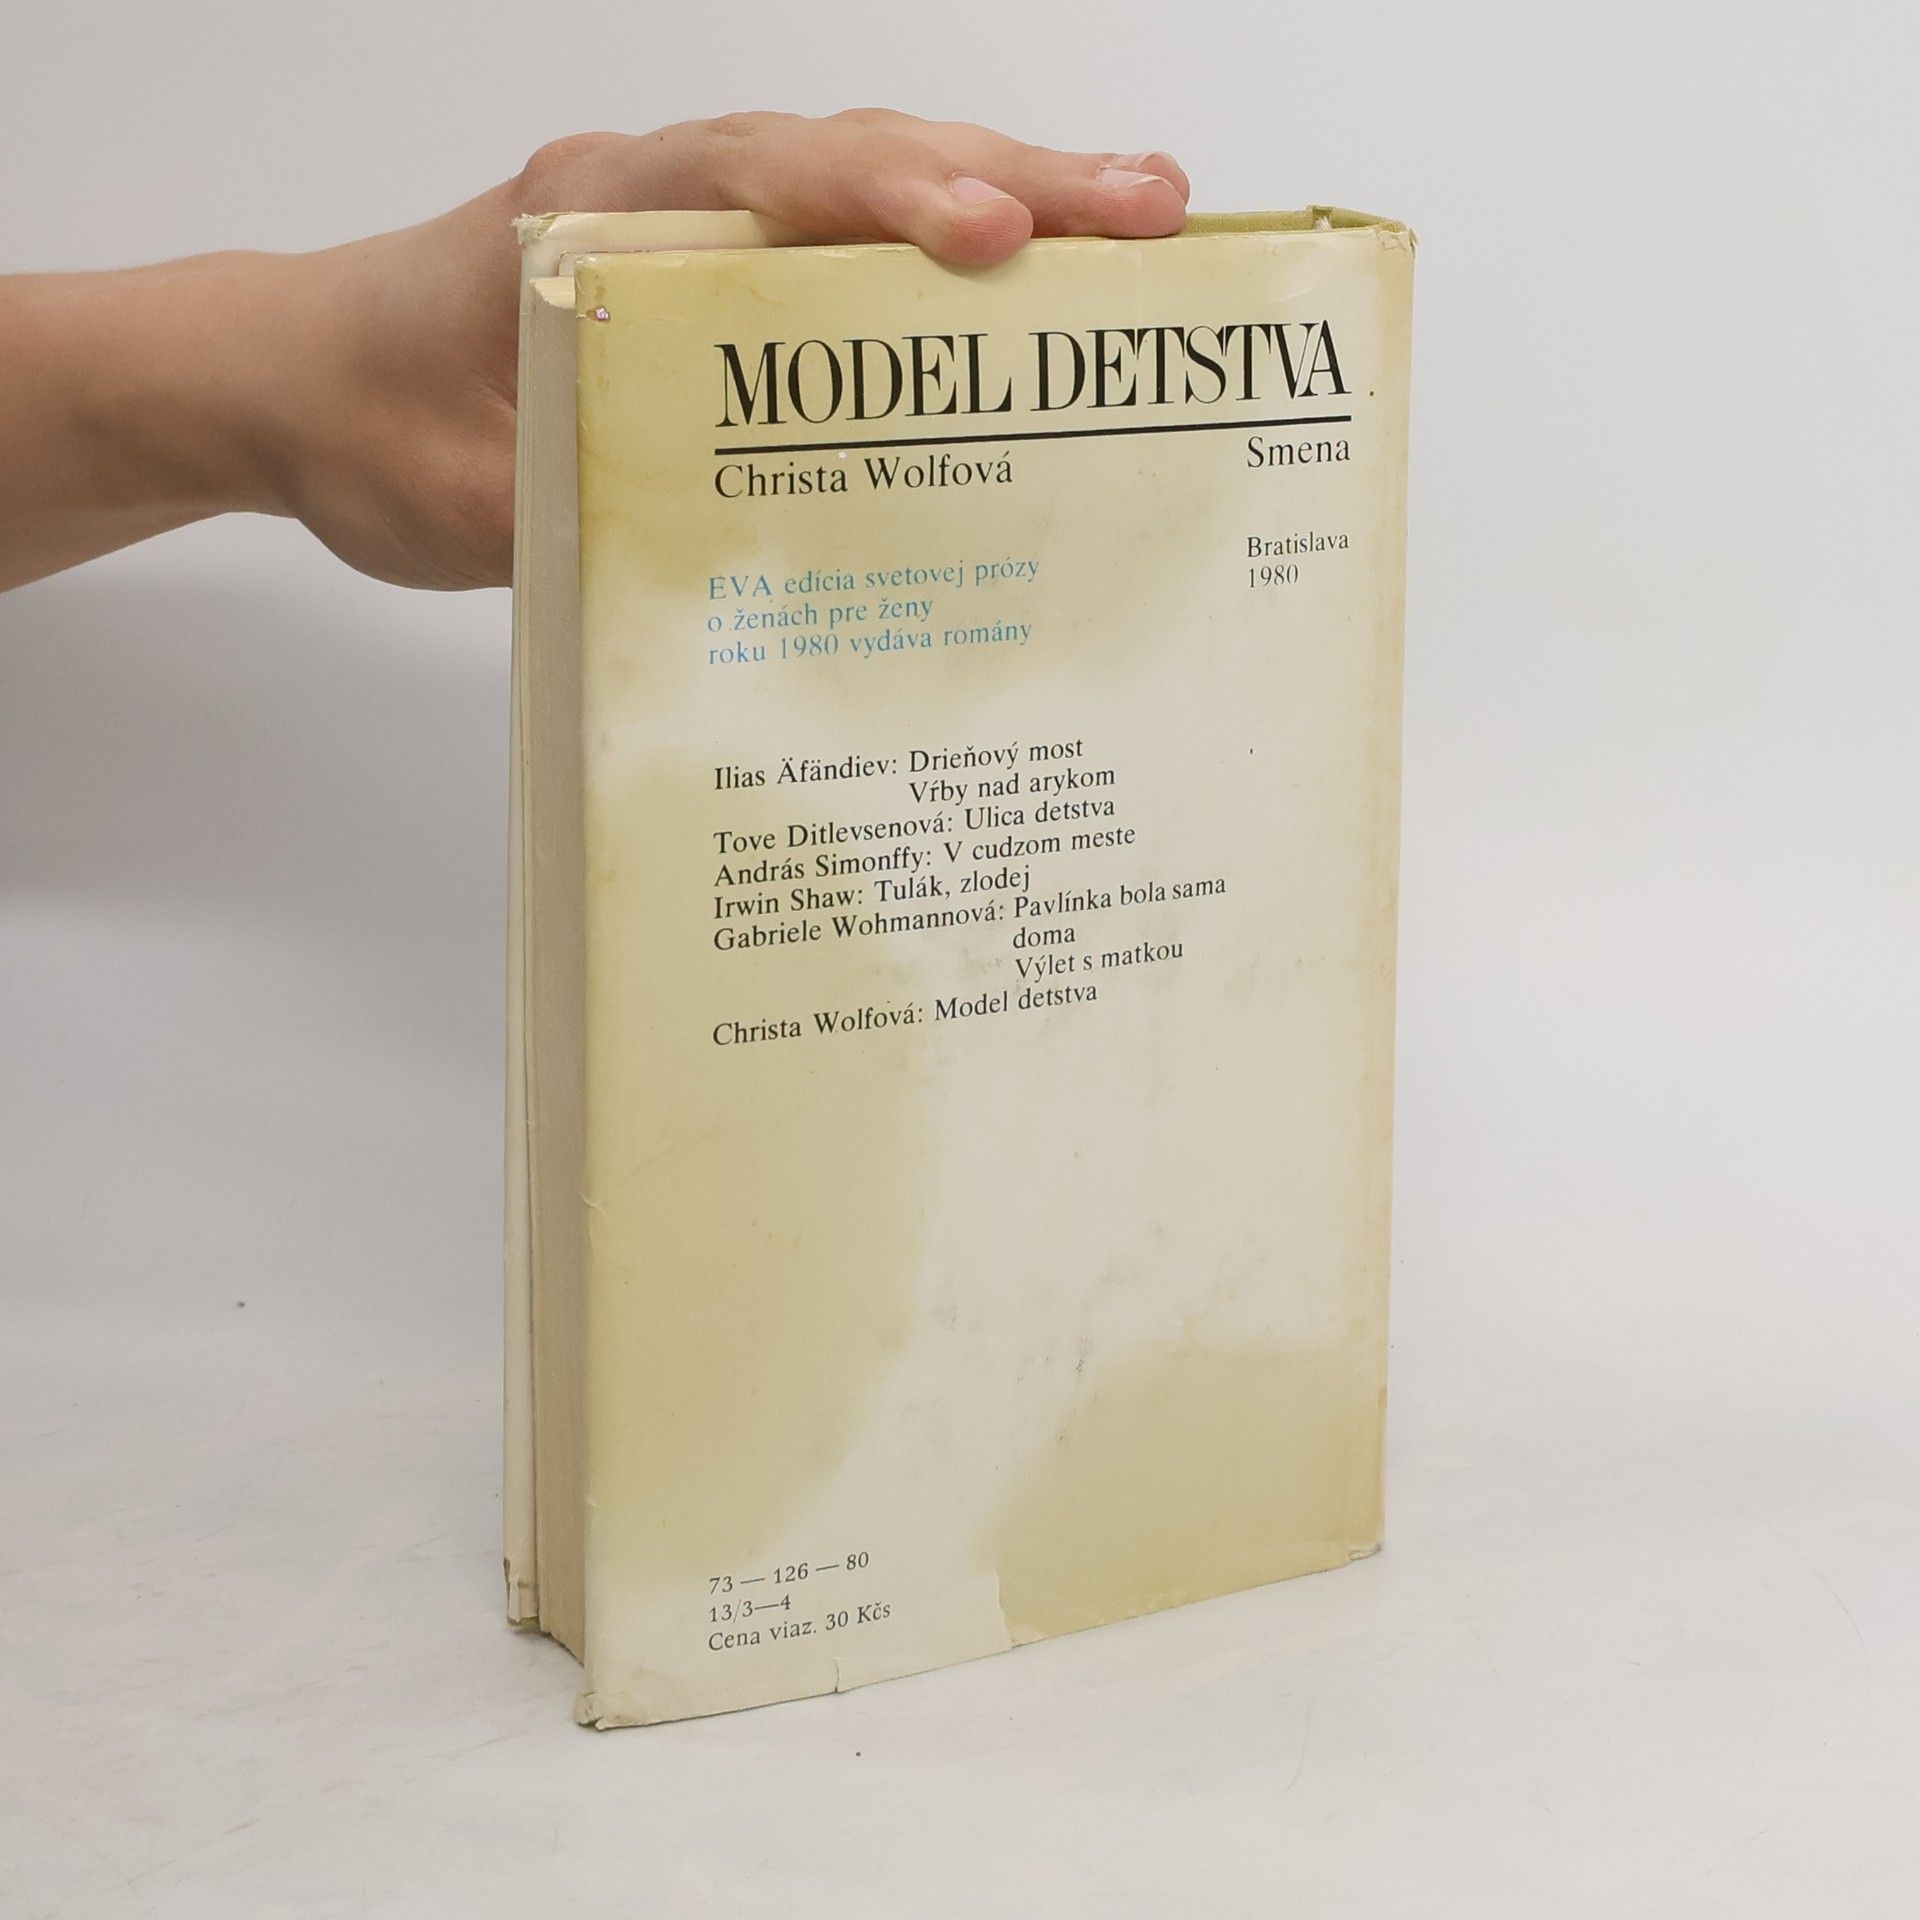 MODEL DETSTVA
Christa Wolfová
Smena
Bratislava
1980
EVA edícia svetovej prózy
o ženách pre ženy
roku 1980 vydáva romány
Ilias Äfändiev: Drieňový most
Vŕby nad arykom
Tove Ditlevsenová: Ulica detstva
András Simonffy: V cudzom meste
Irwin Shaw: Tulák, zlodej
Gabriele Wohmannová: Pavlínka bola sama
doma
Výlet s matkou
Christa Wolfová: Model detstva
73 — 126 — 80
13/3—4
Cena viaz. 30 Kčs